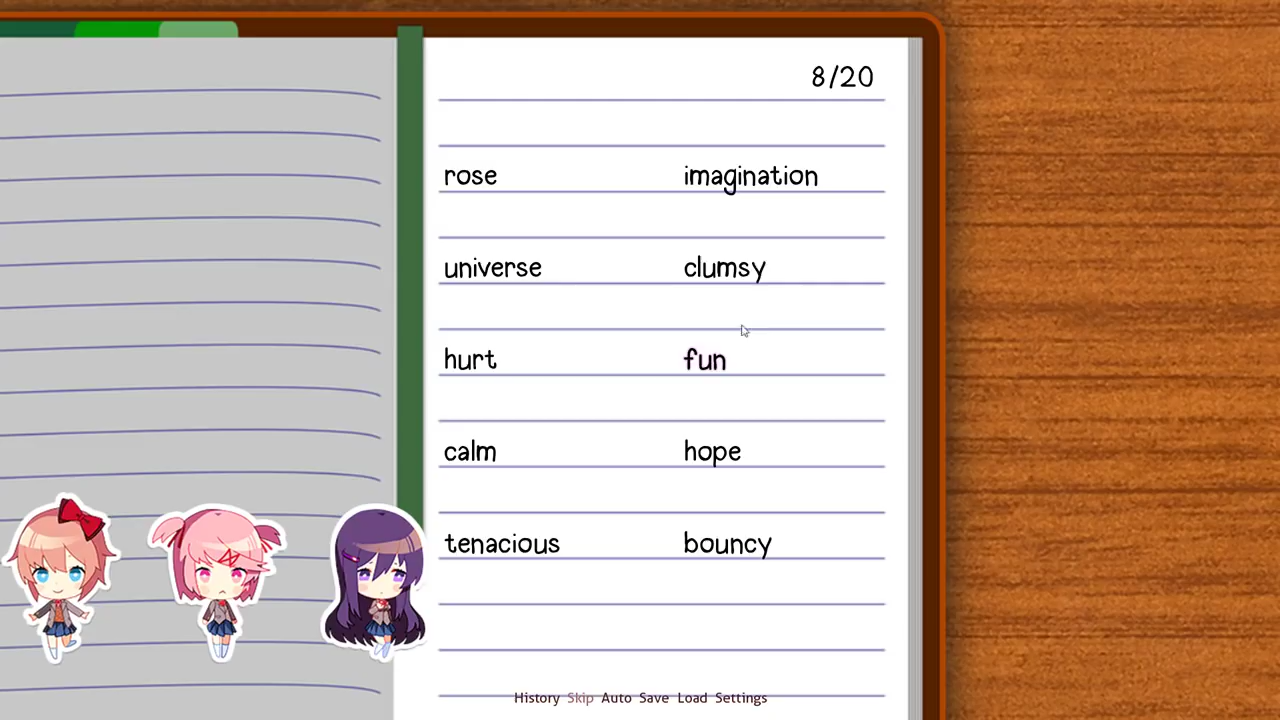 8/20
rose imagination
universe clumsy
hurt fun
calm hope
tenacious bouncy
History Skip Auto Save Load Settings